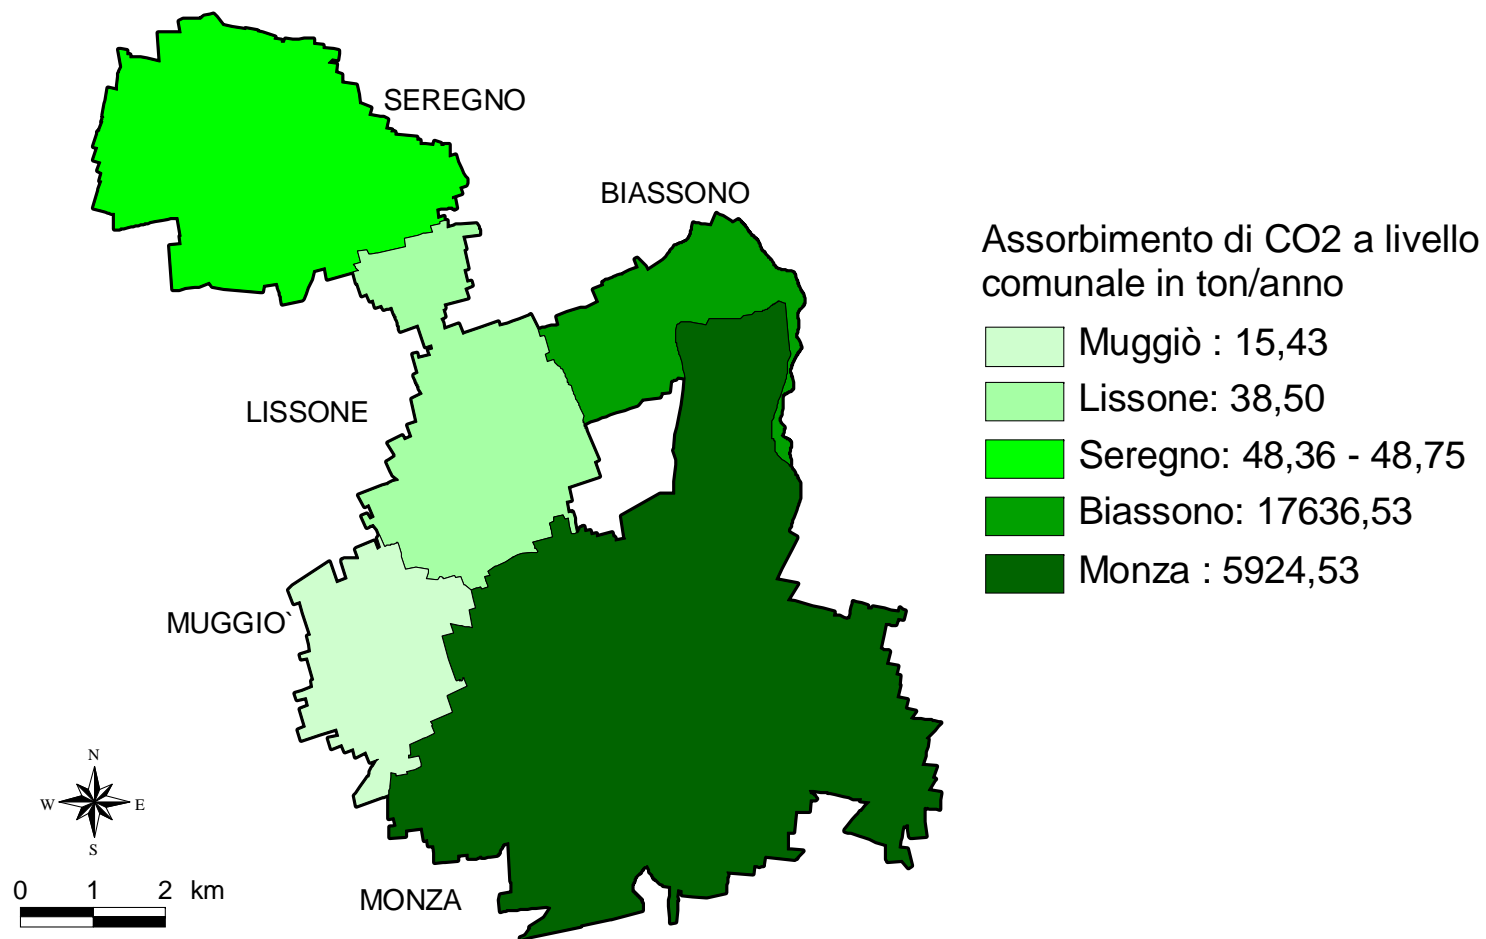 SEREGNO
BIASSONO
Assorbimento di CO2 a livello
comunale in ton/anno
Muggiò : 15,43
Lissone: 38,50
LISSONE
Seregno: 48,36 - 48,75
Biassono: 17636,53
Monza : 5924,53
MUGGIO`
N
W E
S
0 1 2 km
MONZA